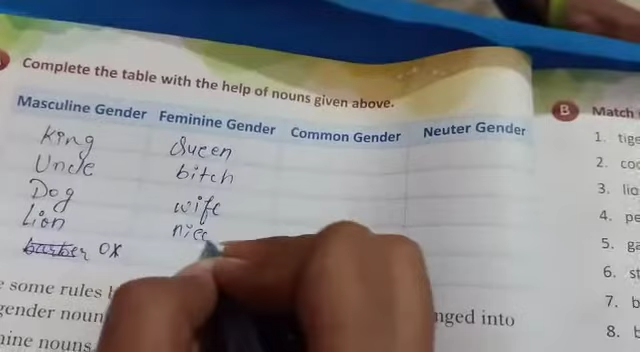 Complete the table with the help of nouns given above.
Masculine Gender Feminine Gender Common Gender Neuter Gender
King Queen
Uncle bitch
Dog wife
Lion niec
ox
e some rules
gender noun nged into
nine nouns
B Match
1. tige
2. coc
3. lio
4. pe
5. ga
6. st
7. b
8. b